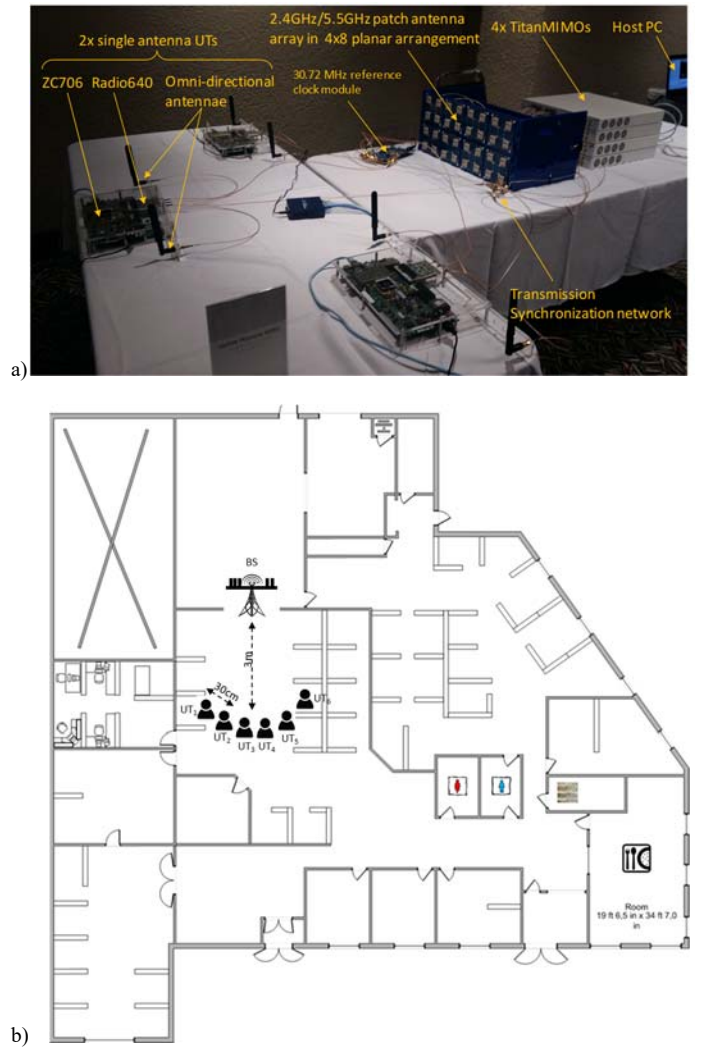 2x single antenna UTs
ZC706 Radio640
Omni-directional
antennae
2.4GHz/5.5GHz patch antenna
array in 4x8 planar arrangement
30.72 MHz reference
clock module
4x TitanMIMOs
Host PC
Transmission
Synchronization network
a)
BS
3m
30cm
UT1
UT2
UT3
UT4
UT5
UT6
Room
19 ft 6,5 in x 34 ft 7,0
in
b)